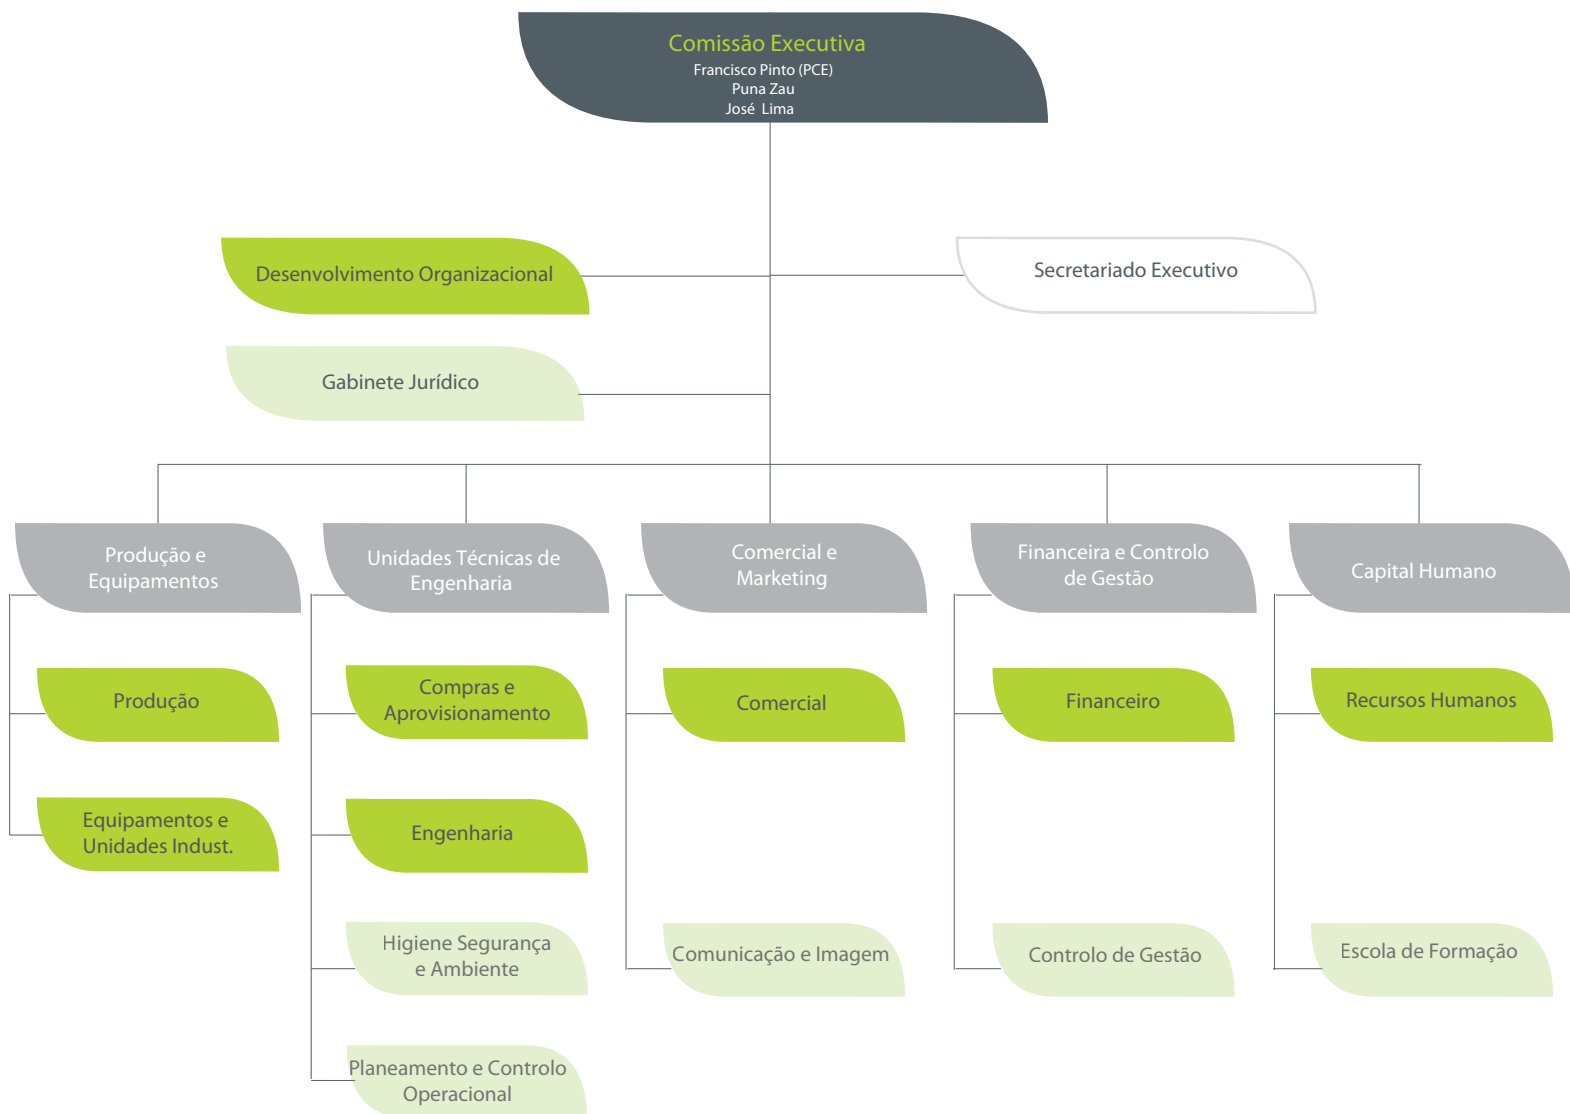 Comissão Executiva
Francisco Pinto (PCE)
Puna Zau
José Lima
Desenvolvimento Organizacional
Secretariado Executivo
Gabinete Jurídico
Produção e
Equipamentos
Unidades Técnicas de
Engenharia
Comercial e
Marketing
Financeira e Controlo
de Gestão
Capital Humano
Produção
Compras e
Aprovisionamento
Comercial
Financeiro
Recursos Humanos
Equipamentos e
Unidades Indust.
Engenharia
Higiene Segurança
e Ambiente
Comunicação e Imagem
Controlo de Gestão
Escola de Formação
Planeamento e Controlo
Operacional